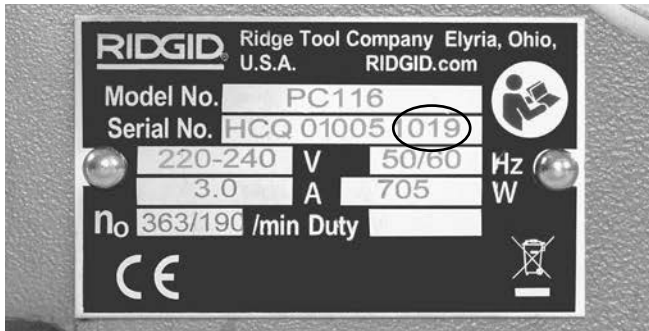 RIDGID Ridge Tool Company Elyria, Ohio,
U.S.A. RIDGID.com
Model No. PC116
Serial No. HCQ 01005 1019
220-240 V 50/60 Hz
3.0 A 705 W
no 363/190 /min Duty
CE